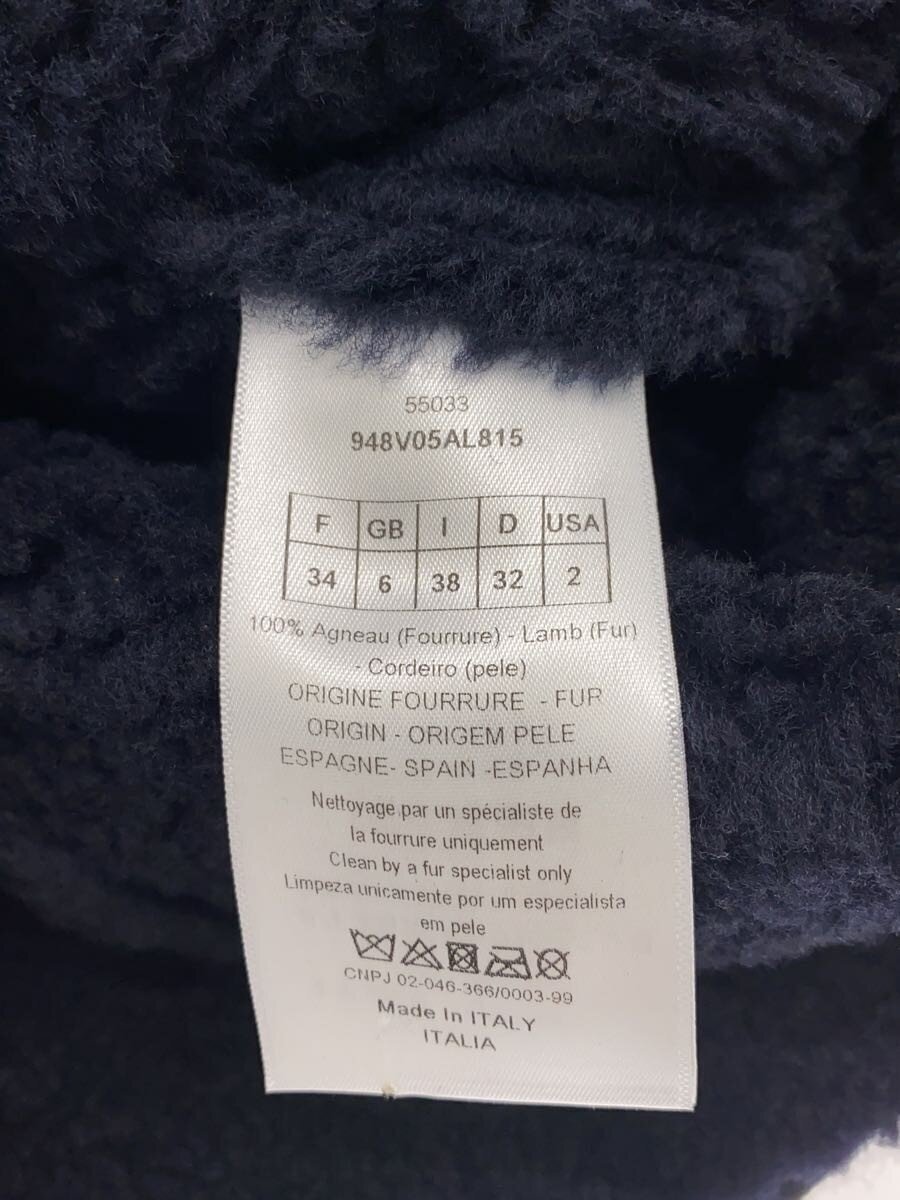 55033
948V05AL815
F GB I D USA
34 6 38 32 2
100% Agneau (Fourrure) - Lamb (Fur)
- Cordeiro (pele)
ORIGINE FOURRURE - FUR
ORIGIN - ORIGEM PELE
ESPAGNE- SPAIN -ESPANHA
Nettoyage par un spécialiste de
la fourrure uniquement
Clean by a fur specialist only
Limpeza unicamente por um especialista
em pele
CNPJ 02-046-366/0003-99
Made In ITALY
ITALIA